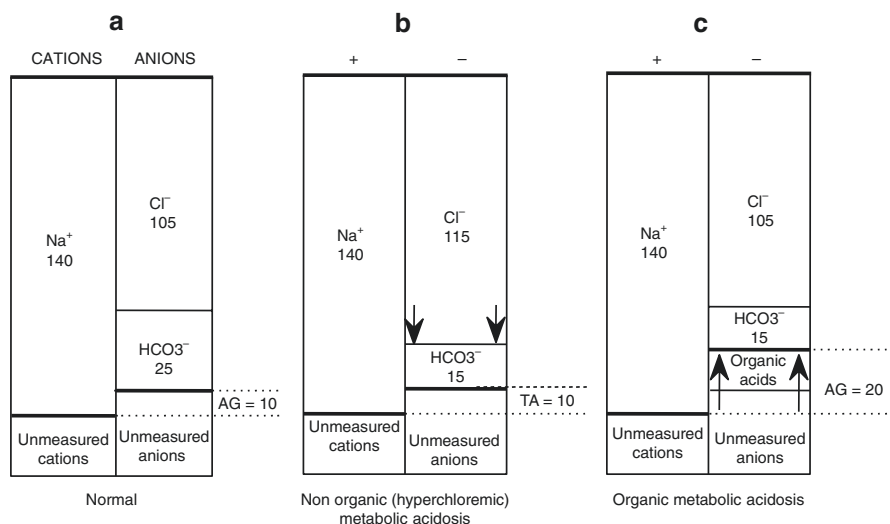 a
CATIONS
ANIONS
Na⁺
140
Cl⁻
105
HCO3⁻
25
AG = 10
Unmeasured
cations
Unmeasured
anions
Normal
b
+
−
Na⁺
140
Cl⁻
115
HCO3⁻
15
TA = 10
Unmeasured
cations
Unmeasured
anions
Non organic (hyperchloremic)
metabolic acidosis
c
+
−
Na⁺
140
Cl⁻
105
HCO3⁻
15
Organic
acids
AG = 20
Unmeasured
cations
Unmeasured
anions
Organic metabolic acidosis